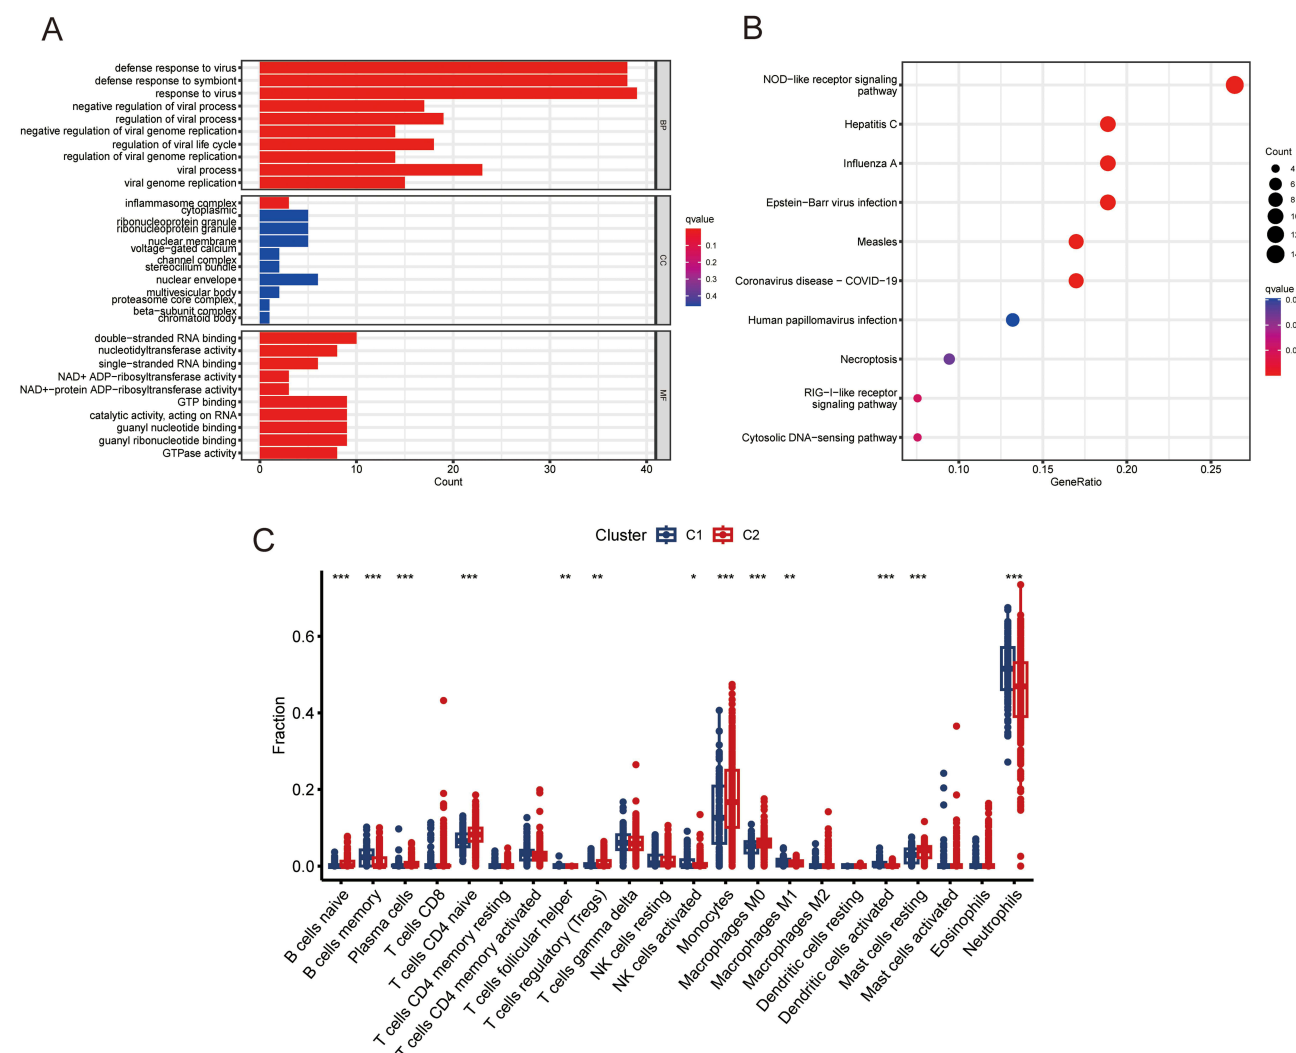 A
defense response to virus
defense response to symbiont
response to virus
negative regulation of viral process
regulation of viral process
negative regulation of viral genome replication
regulation of viral life cycle
regulation of viral genome replication
viral process
viral genome replication
BP
inflammasome complex
cytoplasmic
ribonucleoprotein granule
ribonucleoprotein granule
nuclear membrane
voltage-gated calcium
channel complex
stereocilium bundle
nuclear envelope
multivesicular body
proteasome core complex,
beta-subunit complex
chromatoid body
CC
double-stranded RNA binding
nucleotidyltransferase activity
single-stranded RNA binding
NAD+ ADP-ribosyltransferase activity
NAD+-protein ADP-ribosyltransferase activity
GTP binding
catalytic activity, acting on RNA
guanyl nucleotide binding
guanyl ribonucleotide binding
GTPase activity
MF
0 10 20 30 40
Count
qvalue
0.1
0.2
0.3
0.4
B
NOD-like receptor signaling
pathway
Hepatitis C
Influenza A
Epstein-Barr virus infection
Measles
Coronavirus disease - COVID-19
Human papillomavirus infection
Necroptosis
RIG-I-like receptor
signaling pathway
Cytosolic DNA-sensing pathway
0.10 0.15 0.20 0.25
GeneRatio
Count
4
6
8
qvalue
C
Cluster C1 C2
*** *** *** *** ** ** * *** *** ** *** *** ***
Fraction
0.6
0.4
0.2
0.0
B cells naive
B cells memory
Plasma cells
T cells CD8
T cells CD4 naive
T cells CD4 memory resting
T cells CD4 memory activated
T cells follicular helper
T cells regulatory (Tregs)
T cells gamma delta
NK cells resting
NK cells activated
Monocytes
Macrophages M0
Macrophages M1
Macrophages M2
Dendritic cells resting
Dendritic cells activated
Mast cells resting
Mast cells activated
Eosinophils
Neutrophils